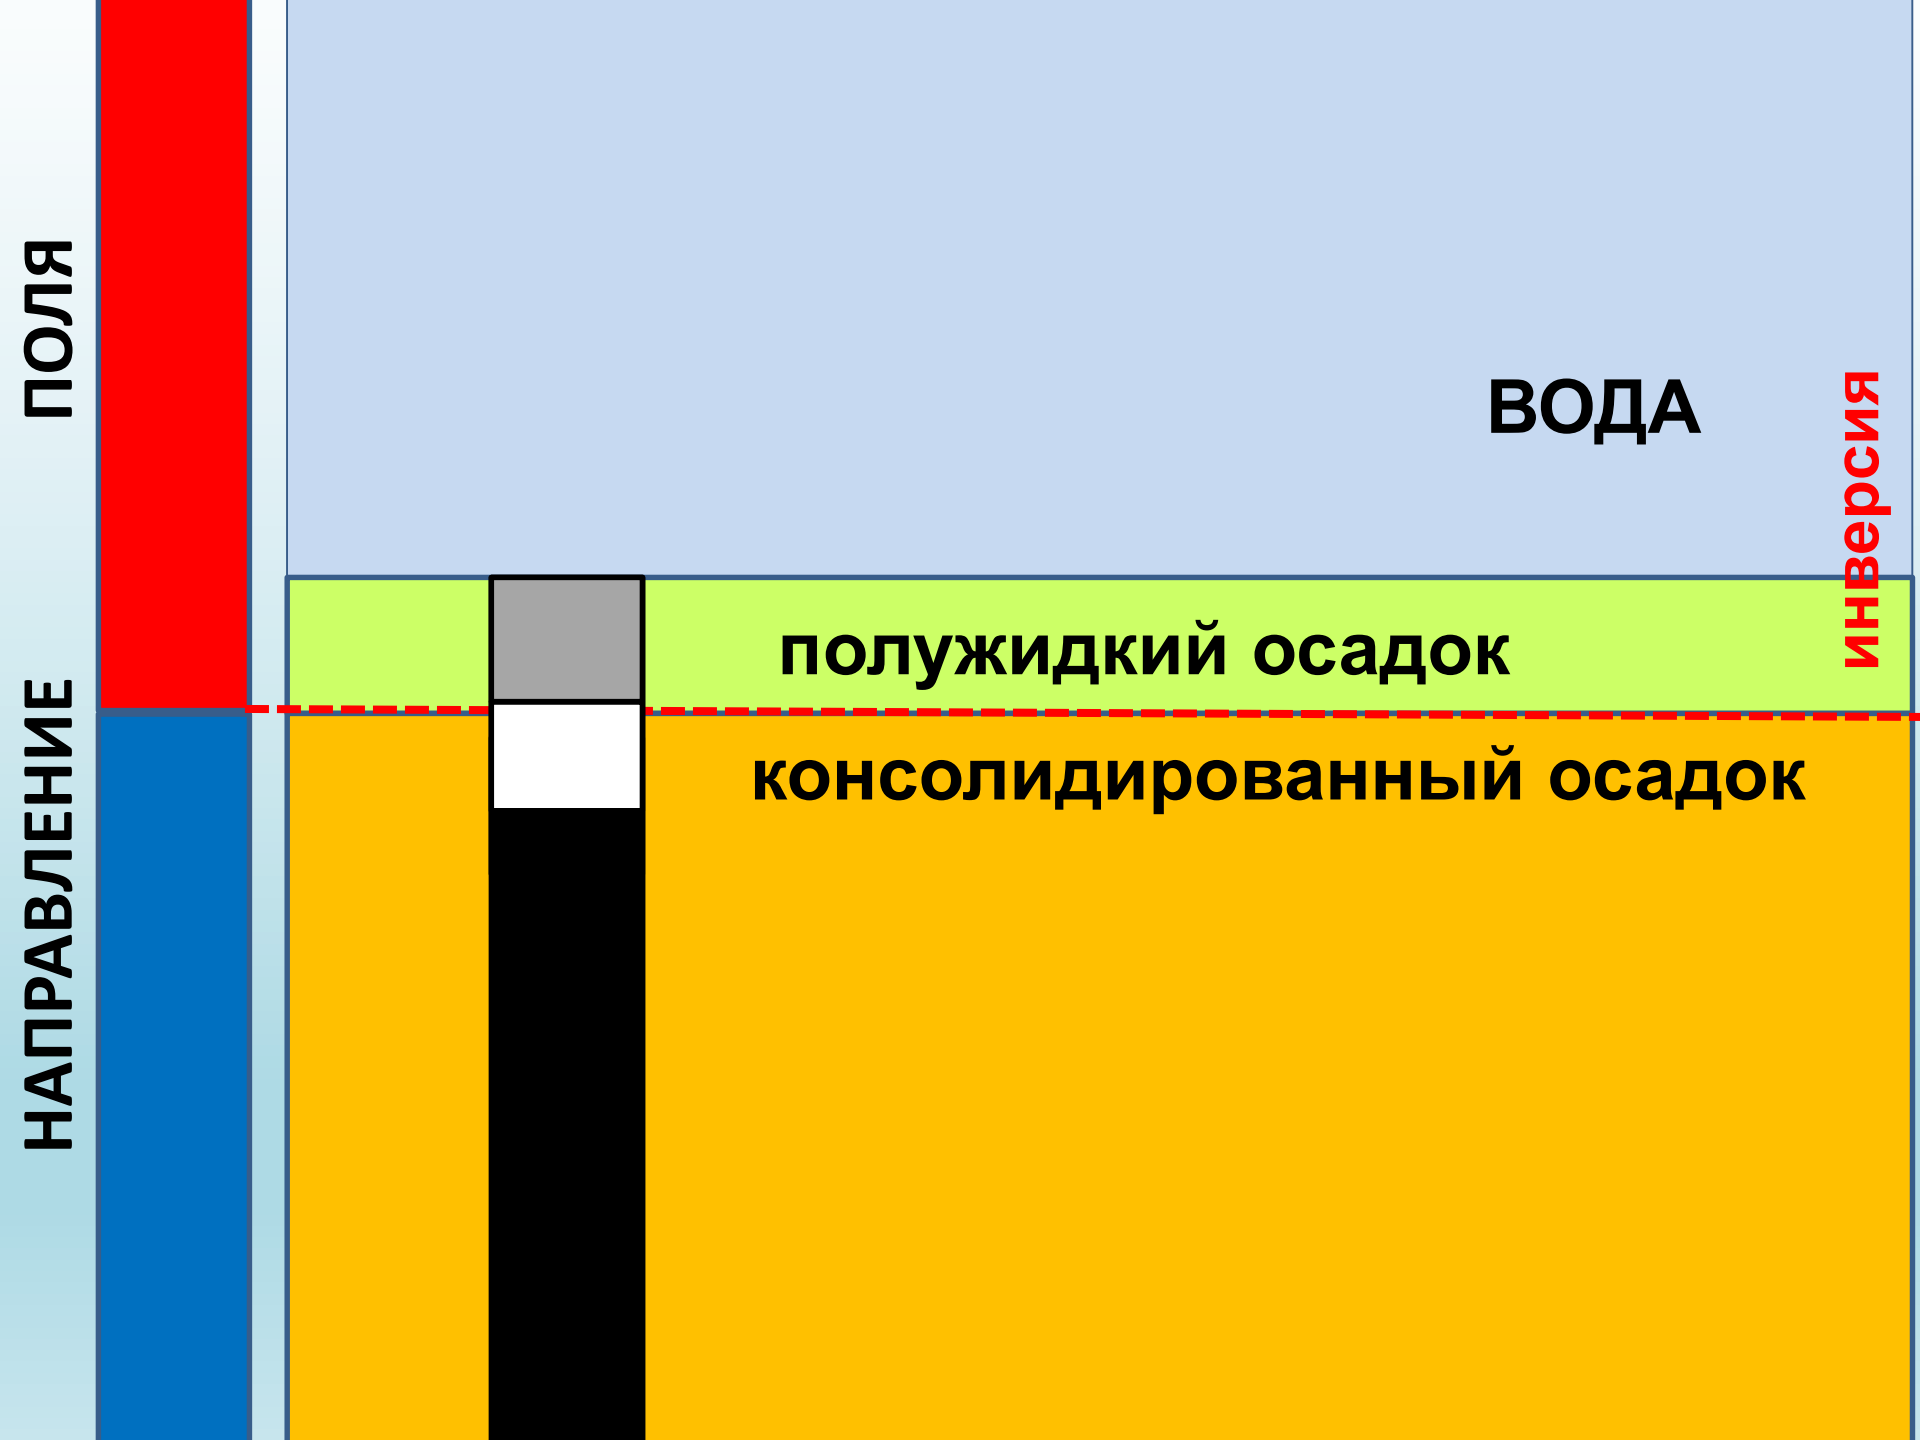 НАПРАВЛЕНИЕ ПОЛЯ
ВОДА
инверсия
полужидкий осадок
консолидированный осадок